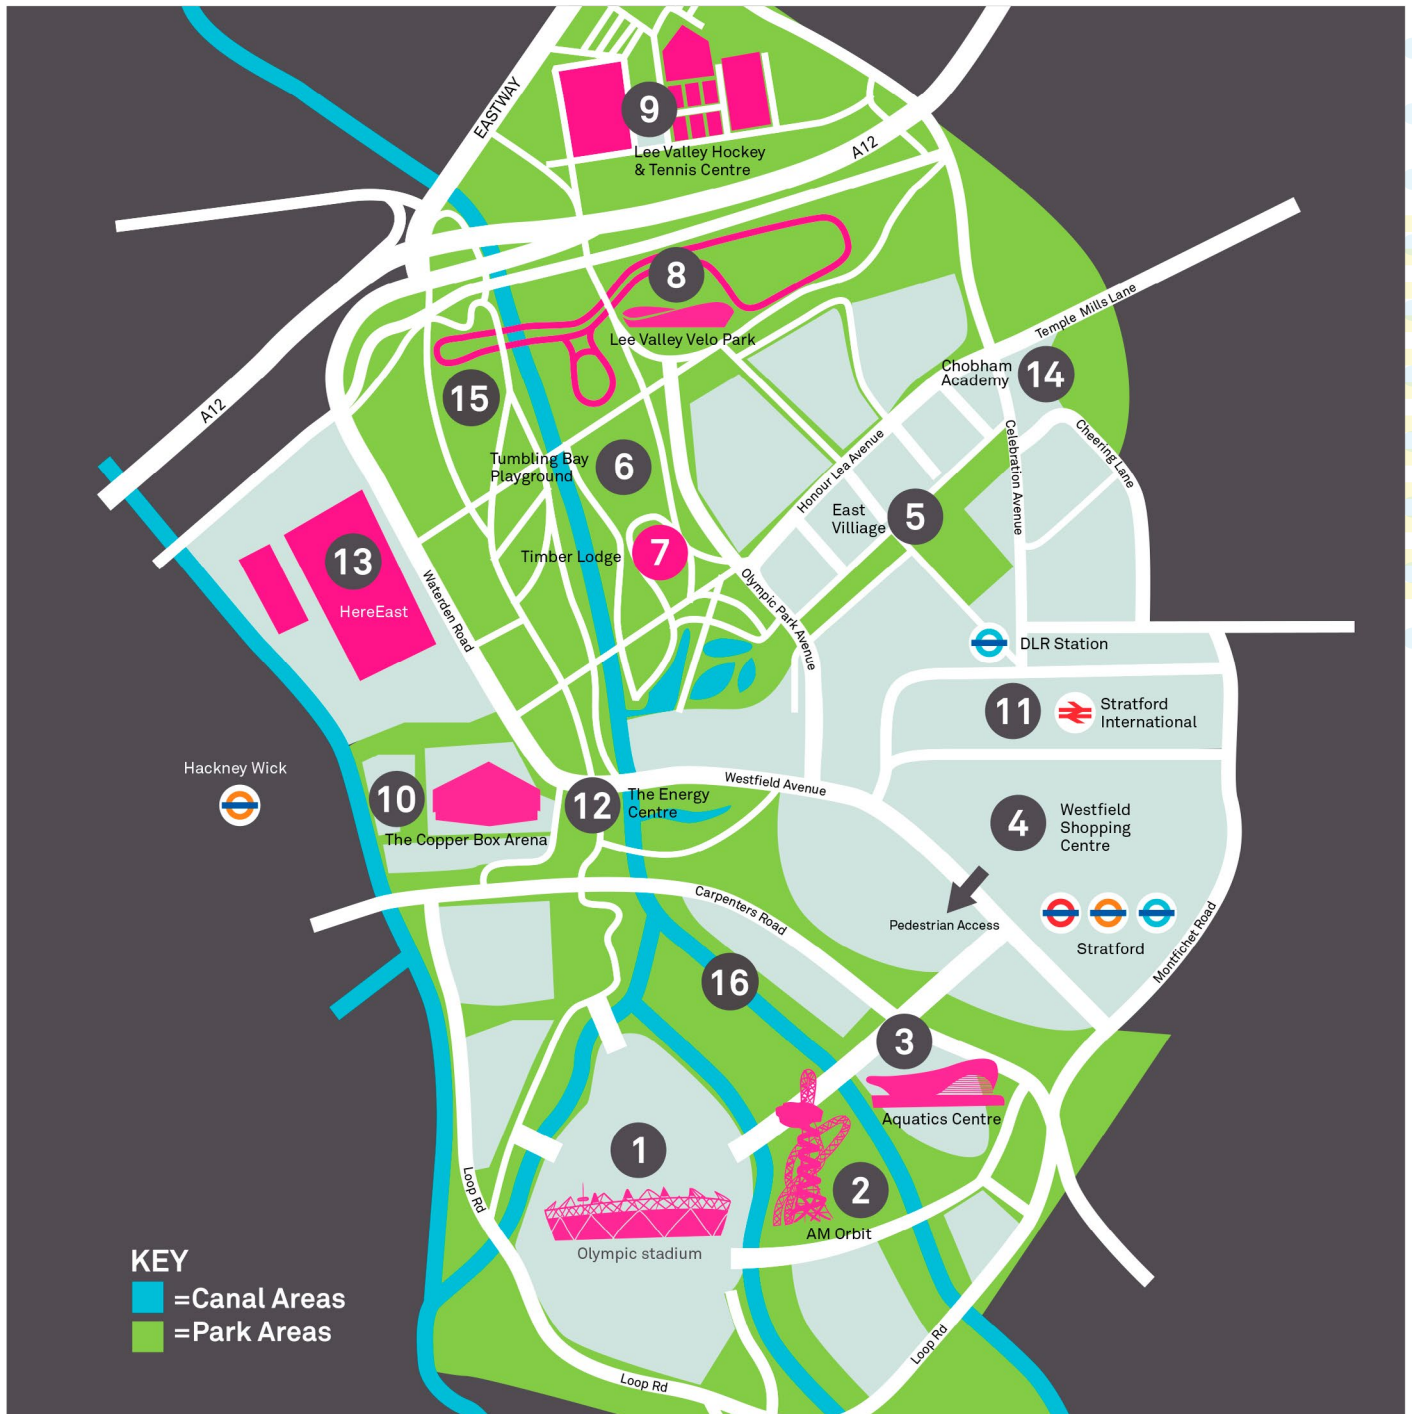 EASTWAY
9
Lee Valley Hockey
& Tennis Centre
A12
8
Lee Valley Velo Park
Temple Mills Lane
Chobham
Academy
14
A12
15
Tumbling Bay
Playground
6
Honour Lea Avenue
Celebration Avenue
Cheering Lane
East
Villiage
5
13
HereEast
Timber Lodge
7
Waterden Road
Olympic Park Avenue
DLR Station
11
Stratford
International
Hackney Wick
10
The Copper Box Arena
12
The Energy
Centre
Westfield Avenue
4
Westfield
Shopping
Centre
Carpenters Road
Pedestrian Access
Stratford
Montfichet Road
16
3
Aquatics Centre
1
Olympic stadium
2
AM Orbit
Loop Rd
Loop Rd
Loop Rd
KEY
=Canal Areas
=Park Areas